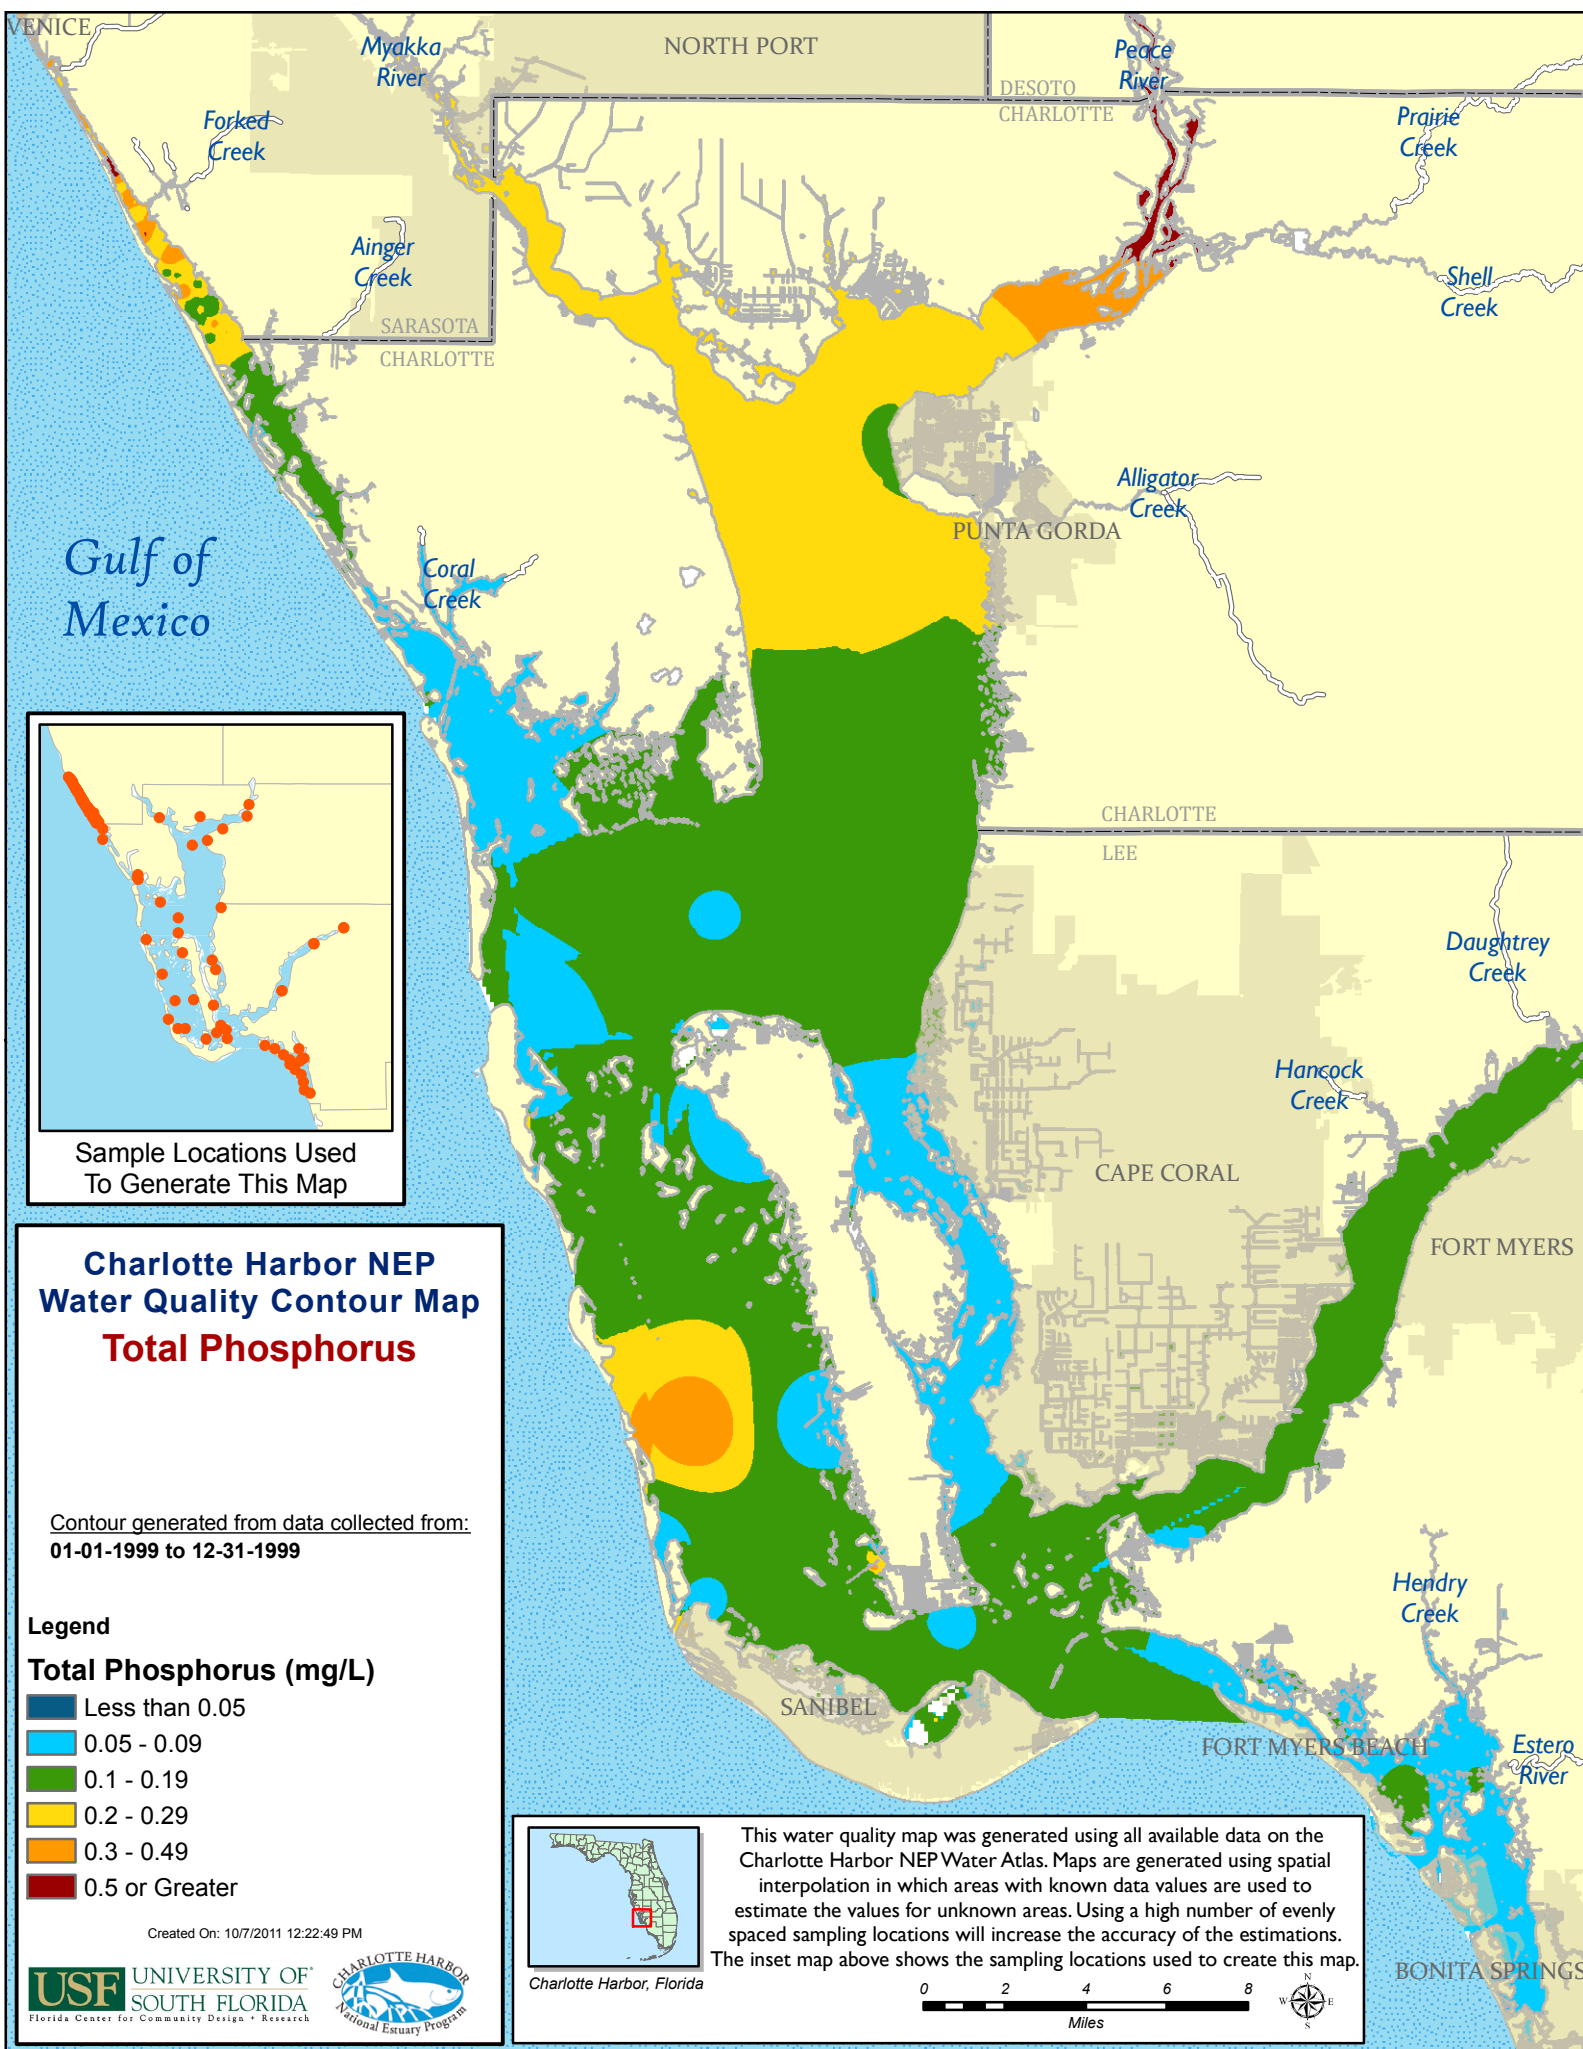 VENICE
Myakka
River
NORTH PORT
Peace
River
DESOTO
CHARLOTTE
Forked
Creek
Prairie
Creek
Ainger
Creek
Shell
Creek
SARASOTA
CHARLOTTE
Alligator
Creek
PUNTA GORDA
Gulf of
Mexico
Coral
Creek
CHARLOTTE
LEE
Daughtrey
Creek
Hancock
Creek
CAPE CORAL
FORT MYERS
Sample Locations Used
To Generate This Map
Charlotte Harbor NEP
Water Quality Contour Map
Total Phosphorus
Contour generated from data collected from:
01-01-1999 to 12-31-1999
Legend
Total Phosphorus (mg/L)
Less than 0.05
0.05 - 0.09
0.1 - 0.19
0.2 - 0.29
0.3 - 0.49
0.5 or Greater
Created On: 10/7/2011 12:22:49 PM
USF UNIVERSITY OF
SOUTH FLORIDA
Florida Center for Community Design + Research
CHARLOTTE HARBOR
National Estuary Program
Hendry
Creek
SANIBEL
FORT MYERS BEACH
Estero
River
BONITA SPRINGS
Charlotte Harbor, Florida
This water quality map was generated using all available data on the
Charlotte Harbor NEP Water Atlas. Maps are generated using spatial
interpolation in which areas with known data values are used to
estimate the values for unknown areas. Using a high number of evenly
spaced sampling locations will increase the accuracy of the estimations.
The inset map above shows the sampling locations used to create this map.
0 2 4 6 8
Miles
N
W E
S